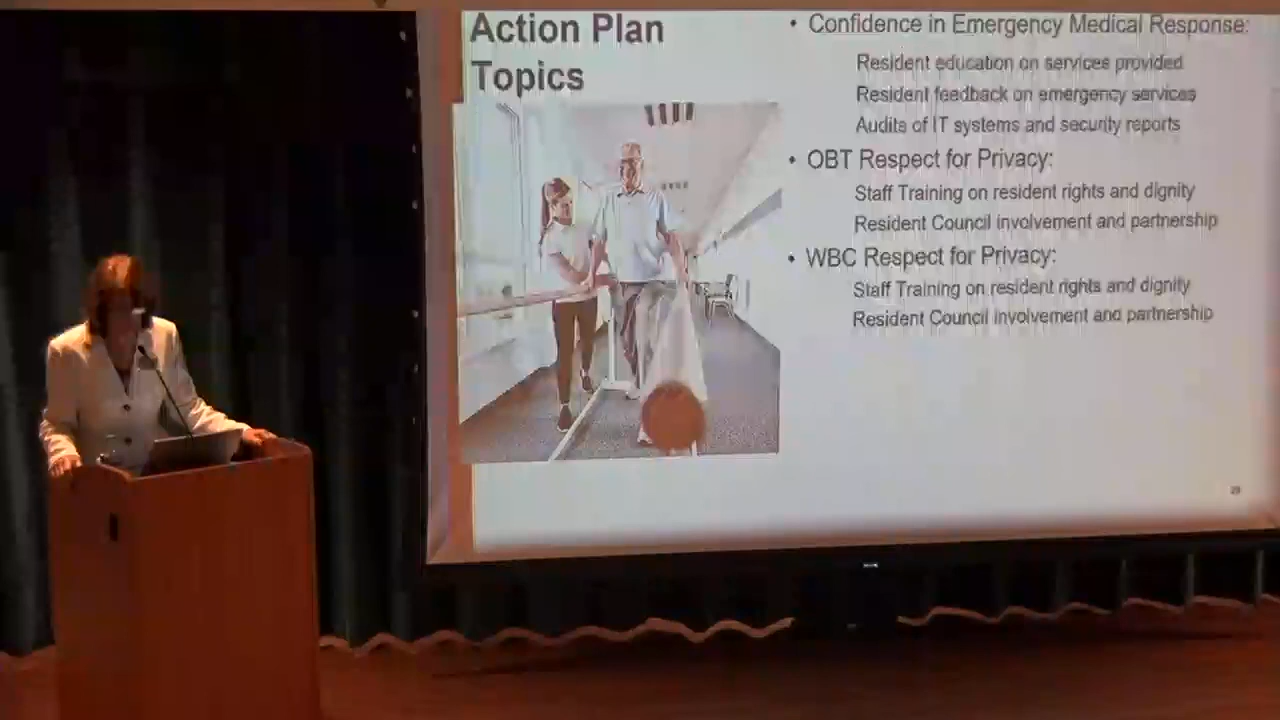 Action Plan
Topics
• Confidence in Emergency Medical Response:
Resident education on services provided
Resident feedback on emergency services
Audits of IT systems and security reports
• OBT Respect for Privacy:
Staff Training on resident rights and dignity
Resident Council involvement and partnership
• WBC Respect for Privacy:
Staff Training on resident rights and dignity
Resident Council involvement and partnership